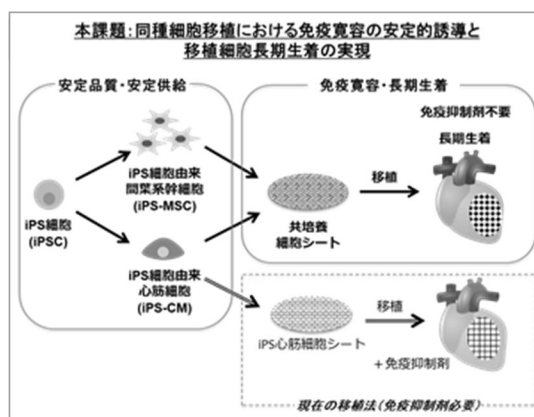 本課題：同種細胞移植における免疫寛容の安定的誘導と
移植細胞長期生着の実現
安定品質・安定供給
iPS細胞
(iPSC)
iPS細胞由来
間葉系幹細胞
(iPS-MSC)
iPS細胞由来
心筋細胞
(iPS-CM)
免疫寛容・長期生着
共培養
細胞シート
移植
免疫抑制剤不要
長期生着
iPS心筋細胞シート
移植
＋免疫抑制剤
現在の移植法(免疫抑制剤必要)